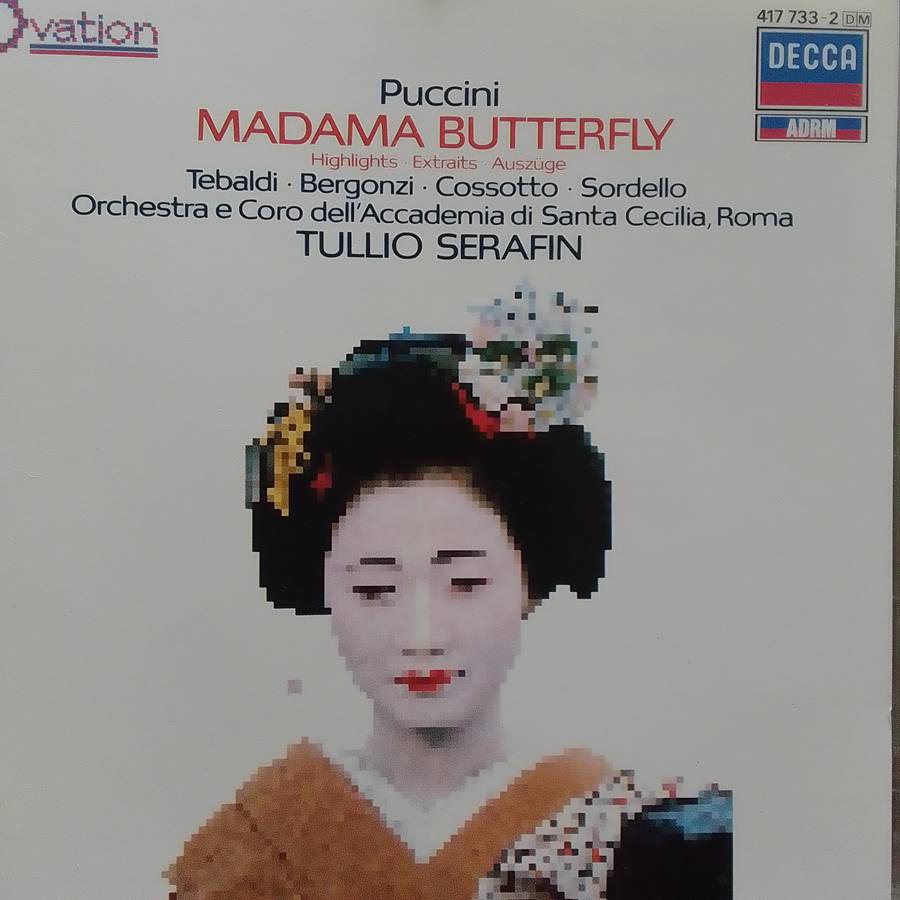 Ovation
417 733-2 DM
DECCA
ADRM
Puccini
MADAMA BUTTERFLY
Highlights · Extraits · Auszüge
Tebaldi · Bergonzi · Cossotto · Sordello
Orchestra e Coro dell'Accademia di Santa Cecilia, Roma
TULLIO SERAFIN